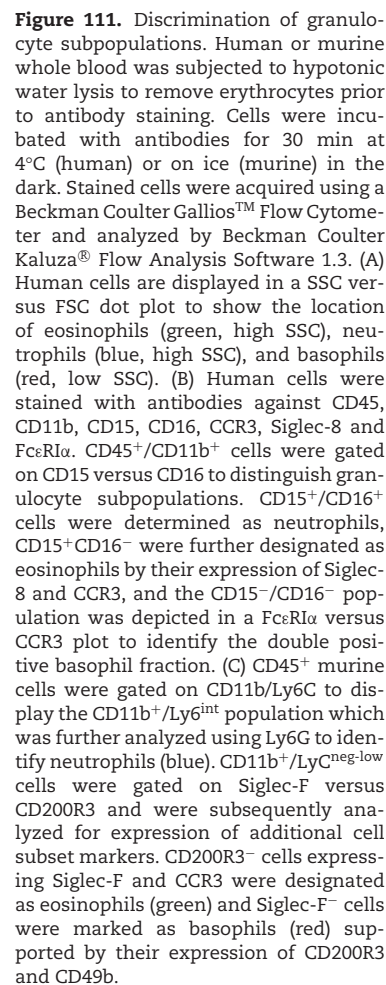 Figure 111. Discrimination of granulo-
cyte subpopulations. Human or murine
whole blood was subjected to hypotonic
water lysis to remove erythrocytes prior
to antibody staining. Cells were incu-
bated with antibodies for 30 min at
4°C (human) or on ice (murine) in the
dark. Stained cells were acquired using a
Beckman Coulter Gallios™ Flow Cytome-
ter and analyzed by Beckman Coulter
Kaluza® Flow Analysis Software 1.3. (A)
Human cells are displayed in a SSC ver-
sus FSC dot plot to show the location
of eosinophils (green, high SSC), neu-
trophils (blue, high SSC), and basophils
(red, low SSC). (B) Human cells were
stained with antibodies against CD45,
CD11b, CD15, CD16, CCR3, Siglec-8 and
FcεRIα. CD45⁺/CD11b⁺ cells were gated
on CD15 versus CD16 to distinguish gran-
ulocyte subpopulations. CD15⁺/CD16⁺
cells were determined as neutrophils,
CD15⁺CD16⁻ were further designated as
eosinophils by their expression of Siglec-
8 and CCR3, and the CD15⁻/CD16⁻ pop-
ulation was depicted in a FcεRIα versus
CCR3 plot to identify the double posi-
tive basophil fraction. (C) CD45⁺ murine
cells were gated on CD11b/Ly6C to dis-
play the CD11b⁺/Ly6ⁱⁿᵗ population which
was further analyzed using Ly6G to iden-
tify neutrophils (blue). CD11b⁺/LyCⁿᵉᵍ⁻ˡᵒʷ
cells were gated on Siglec-F versus
CD200R3 and were subsequently ana-
lyzed for expression of additional cell
subset markers. CD200R3⁻ cells express-
ing Siglec-F and CCR3 were designated
as eosinophils (green) and Siglec-F⁻ cells
were marked as basophils (red) sup-
ported by their expression of CD200R3
and CD49b.